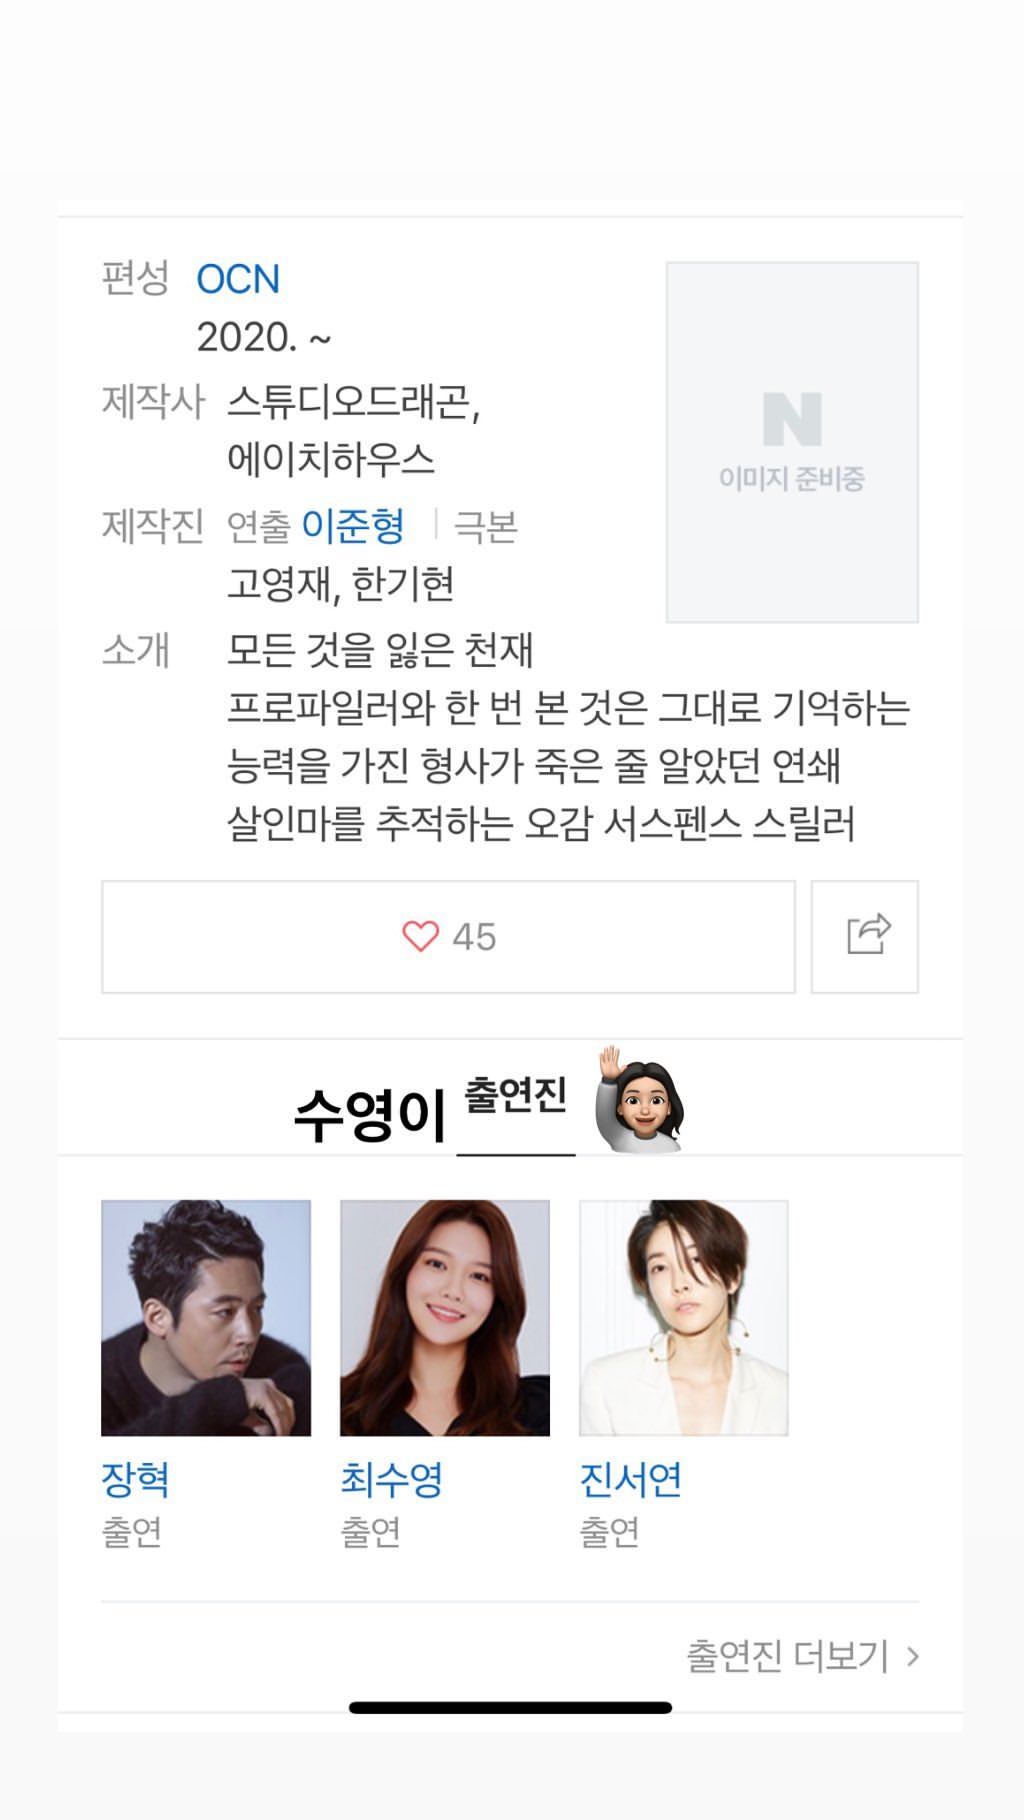 편성 OCN
2020. ~
제작사 스튜디오드래곤,
에이치하우스
제작진 연출 이준형 | 극본
고영재, 한기현
소개 모든 것을 잃은 천재
프로파일러와 한 번 본 것은 그대로 기억하는
능력을 가진 형사가 죽은 줄 알았던 연쇄
살인마를 추적하는 오감 서스펜스 스릴러
N
이미지 준비중
45
수영이 출연진
장혁 최수영 진서연
출연 출연 출연
출연진 더보기 >